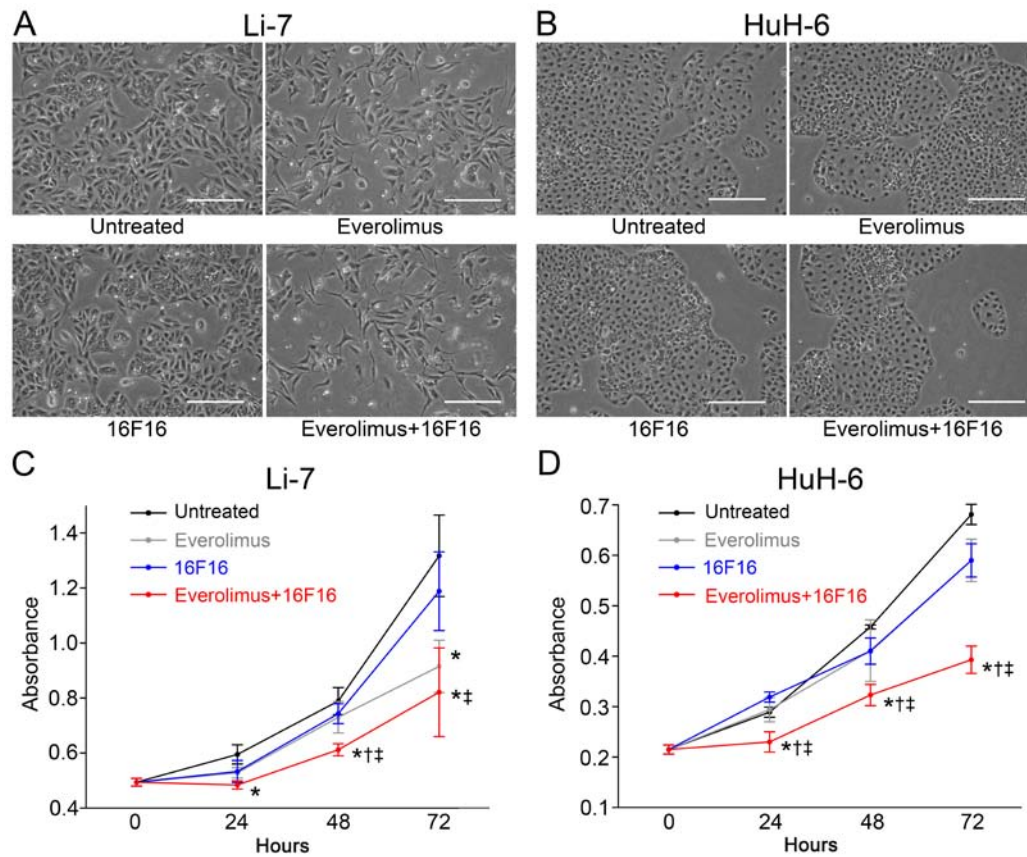 A
Li-7
B
HuH-6
Untreated
Everolimus
Untreated
Everolimus
16F16
Everolimus+16F16
16F16
Everolimus+16F16
C
Li-7
Untreated
Everolimus
16F16
Everolimus+16F16
Absorbance
1.4
1.2
1.0
0.8
0.6
0.4
*
*‡
*†‡
*
0
24
48
72
Hours
D
HuH-6
Untreated
Everolimus
16F16
Everolimus+16F16
Absorbance
0.7
0.6
0.5
0.4
0.3
0.2
0.1
*†‡
*†‡
*†‡
0
24
48
72
Hours